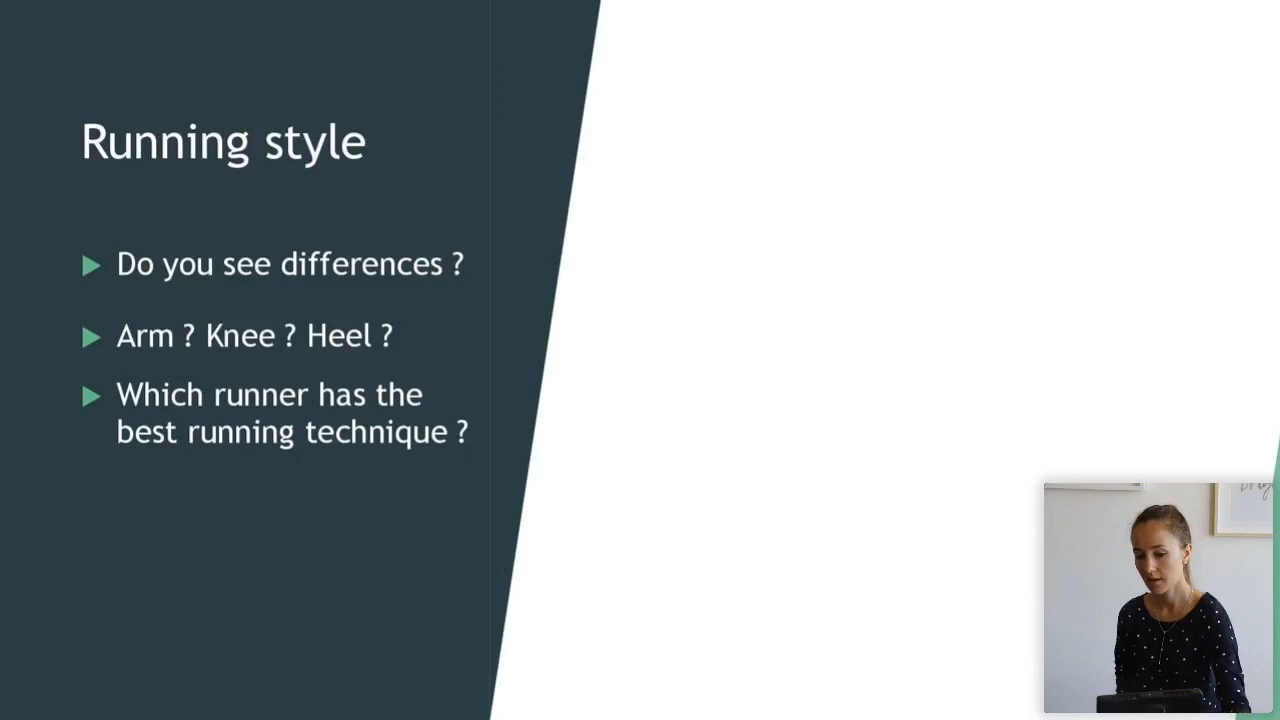 Running style
Do you see differences ?
Arm ? Knee ? Heel ?
Which runner has the
best running technique ?